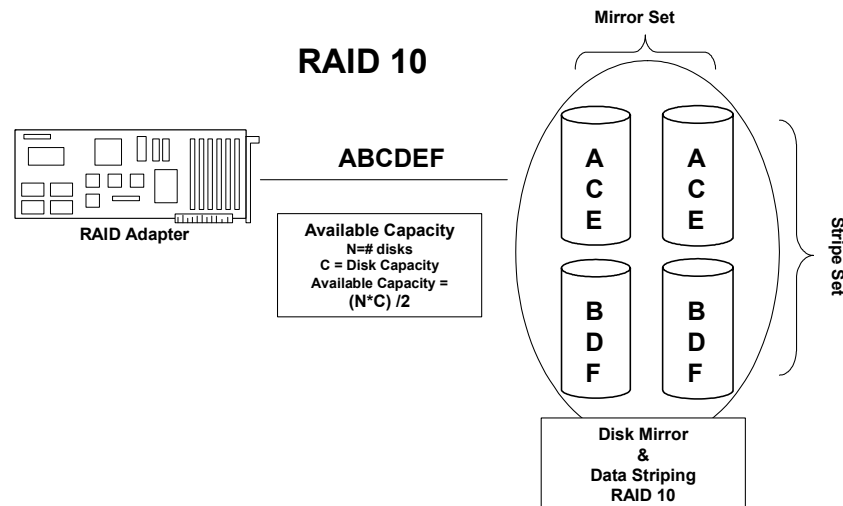 Mirror Set
RAID 10
ABCDEF
RAID Adapter
Available Capacity
N=# disks
C = Disk Capacity
Available Capacity =
(N*C) /2
A
C
E
A
C
E
B
D
F
B
D
F
Stripe Set
Disk Mirror
&
Data Striping
RAID 10